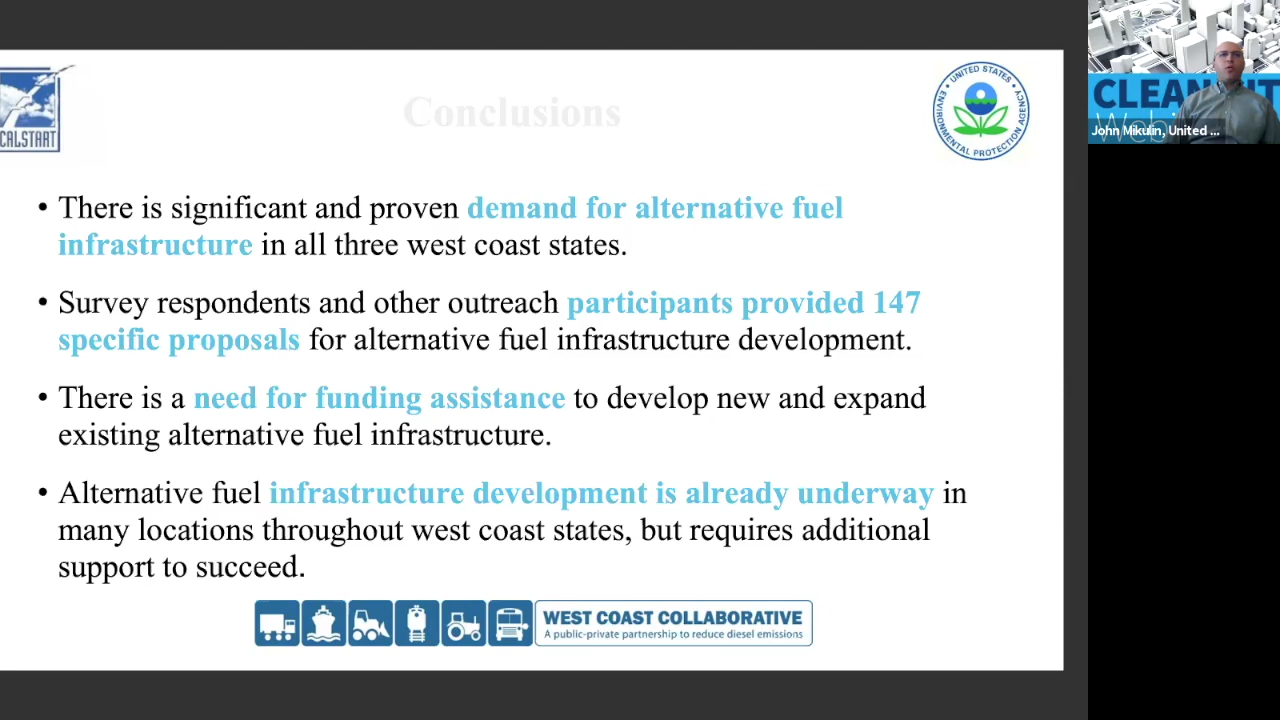 Conclusions
CALSTART
UNITED STATES
ENVIRONMENTAL PROTECTION AGENCY
• There is significant and proven demand for alternative fuel
infrastructure in all three west coast states.
• Survey respondents and other outreach participants provided 147
specific proposals for alternative fuel infrastructure development.
• There is a need for funding assistance to develop new and expand
existing alternative fuel infrastructure.
• Alternative fuel infrastructure development is already underway in
many locations throughout west coast states, but requires additional
support to succeed.
WEST COAST COLLABORATIVE
A public-private partnership to reduce diesel emissions
CLEAN
John Mikulin, United ...